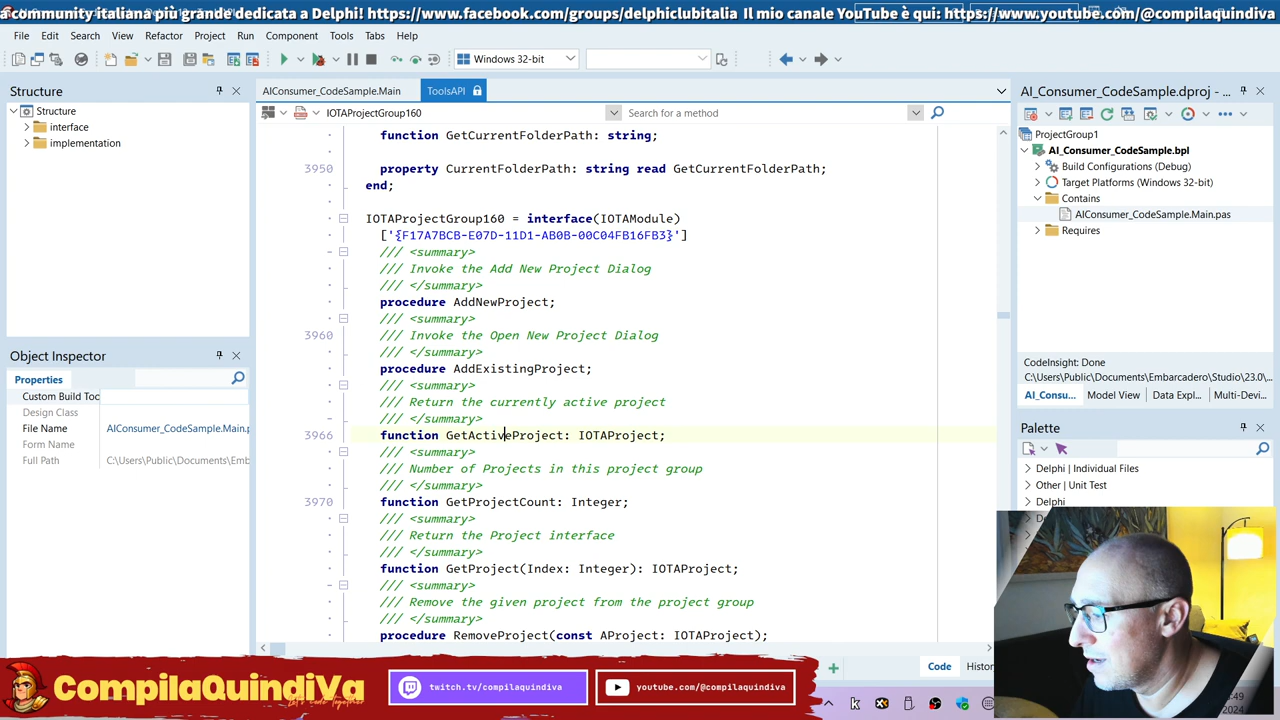 Community italiana più grande dedicata a Delphi! https://www.facebook.com/groups/delphiclubitalia Il mio canale YouTube è qui: https://www.youtube.com/@compilaquindiva
File Edit Search View Refactor Project Run Component Tools Tabs Help
Windows 32-bit
Structure
Structure
interface
implementation
Object Inspector
Properties
Custom Build Toc
Design Class
File Name AIConsumer_CodeSample.Main.p
Form Name
Full Path C:\Users\Public\Documents\Emb
AIConsumer_CodeSample.Main ToolsAPI
IOTAProjectGroup160 Search for a method
function GetCurrentFolderPath: string;
3950 property CurrentFolderPath: string read GetCurrentFolderPath;
end;
IOTAProjectGroup160 = interface(IOTAModule)
['{F17A7BCB-E07D-11D1-AB0B-00C04FB16FB3}']
/// <summary>
/// Invoke the Add New Project Dialog
/// </summary>
procedure AddNewProject;
/// <summary>
3960 /// Invoke the Open New Project Dialog
/// </summary>
procedure AddExistingProject;
/// <summary>
/// Return the currently active project
/// </summary>
3966 function GetActiveProject: IOTAProject;
/// <summary>
/// Number of Projects in this project group
/// </summary>
3970 function GetProjectCount: Integer;
/// <summary>
/// Return the Project interface
/// </summary>
function GetProject(Index: Integer): IOTAProject;
/// <summary>
/// Remove the given project from the project group
/// </summary>
procedure RemoveProject(const AProject: IOTAProject);
Code Histor
AI_Consumer_CodeSample.dproj - ...
ProjectGroup1
AI_Consumer_CodeSample.bpl
Build Configurations (Debug)
Target Platforms (Windows 32-bit)
Contains
AIConsumer_CodeSample.Main.pas
Requires
CodeInsight: Done
C:\Users\Public\Documents\Embarcadero\Studio\23.0\...
AI_Consu... Model View Data Expl... Multi-Devi...
Palette
Delphi | Individual Files
Other | Unit Test
Delphi
CompilaQuindiVa
Let's Code Together
twitch.tv/compilaquindiva
youtube.com/@compilaquindiva